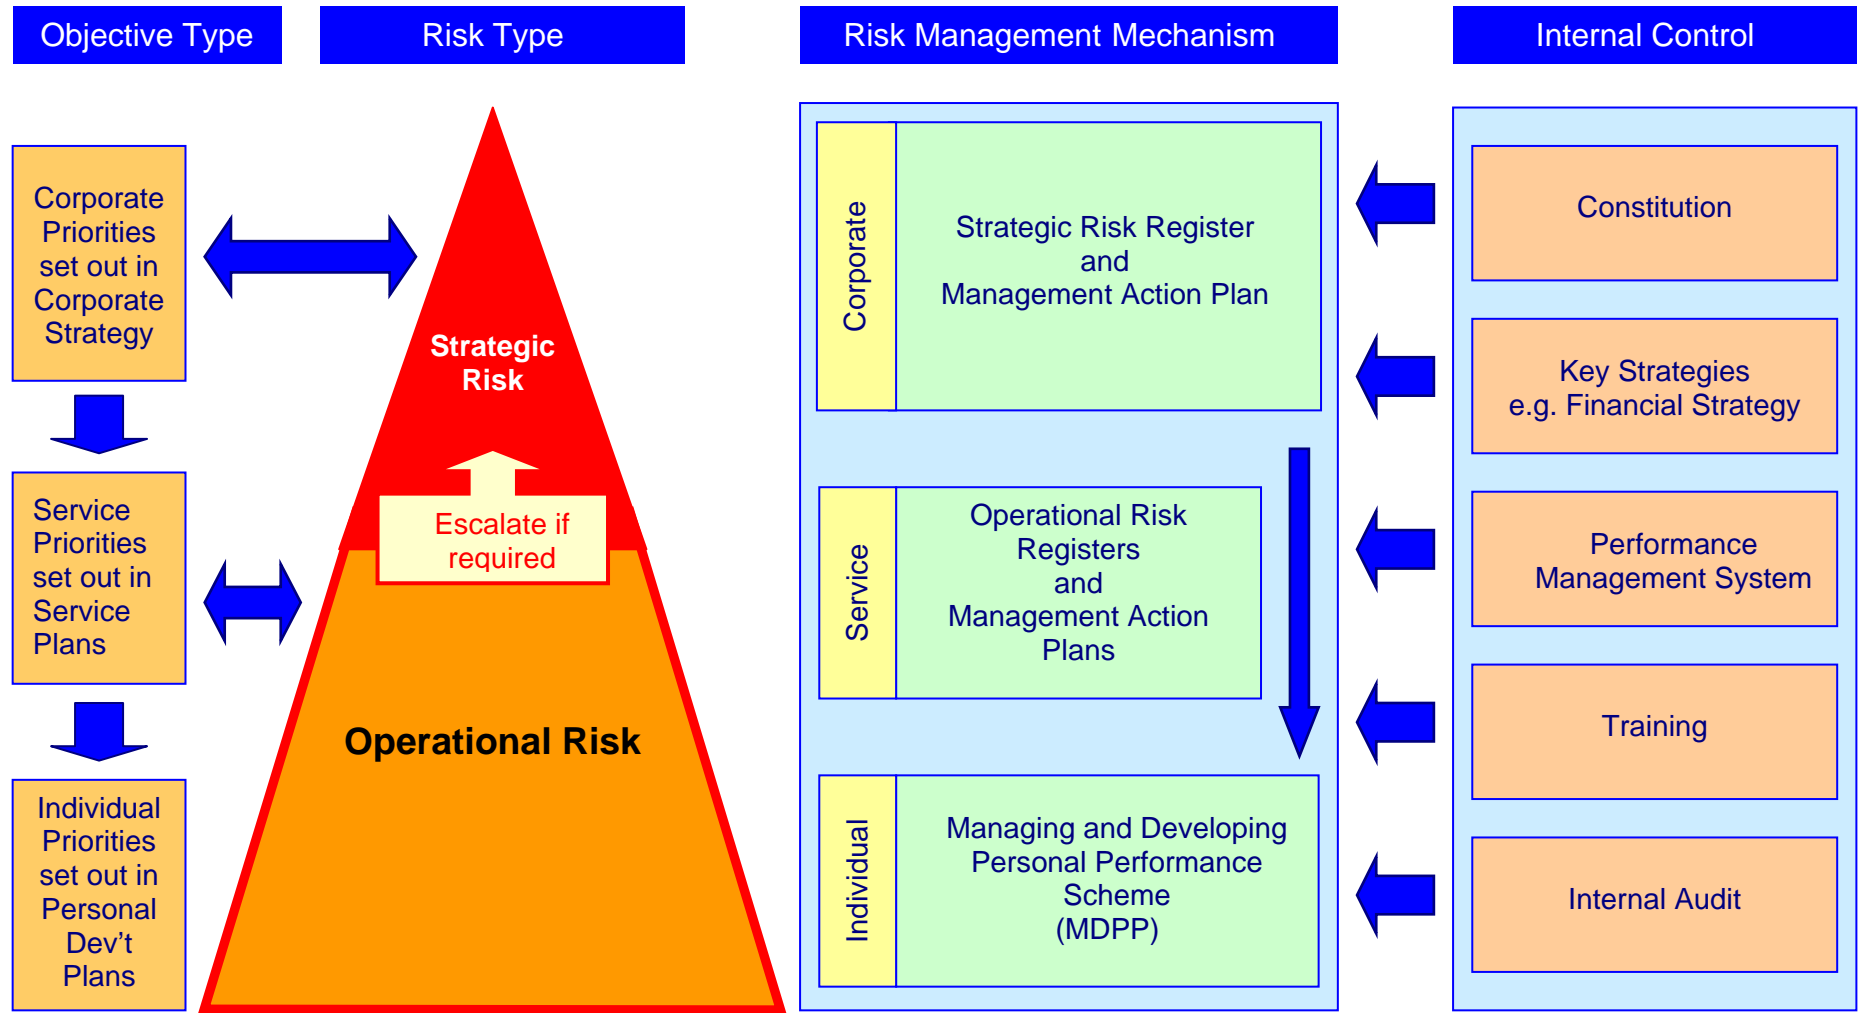 Objective Type
Risk Type
Risk Management Mechanism
Internal Control
Corporate
Priorities
set out in
Corporate
Strategy
Service
Priorities
set out in
Service
Plans
Individual
Priorities
set out in
Personal
Dev't
Plans
Strategic
Risk
Escalate if
required
Operational Risk
Corporate
Strategic Risk Register
and
Management Action Plan
Service
Operational Risk
Registers
and
Management Action
Plans
Individual
Managing and Developing
Personal Performance
Scheme
(MDPP)
Constitution
Key Strategies
e.g. Financial Strategy
Performance
Management System
Training
Internal Audit